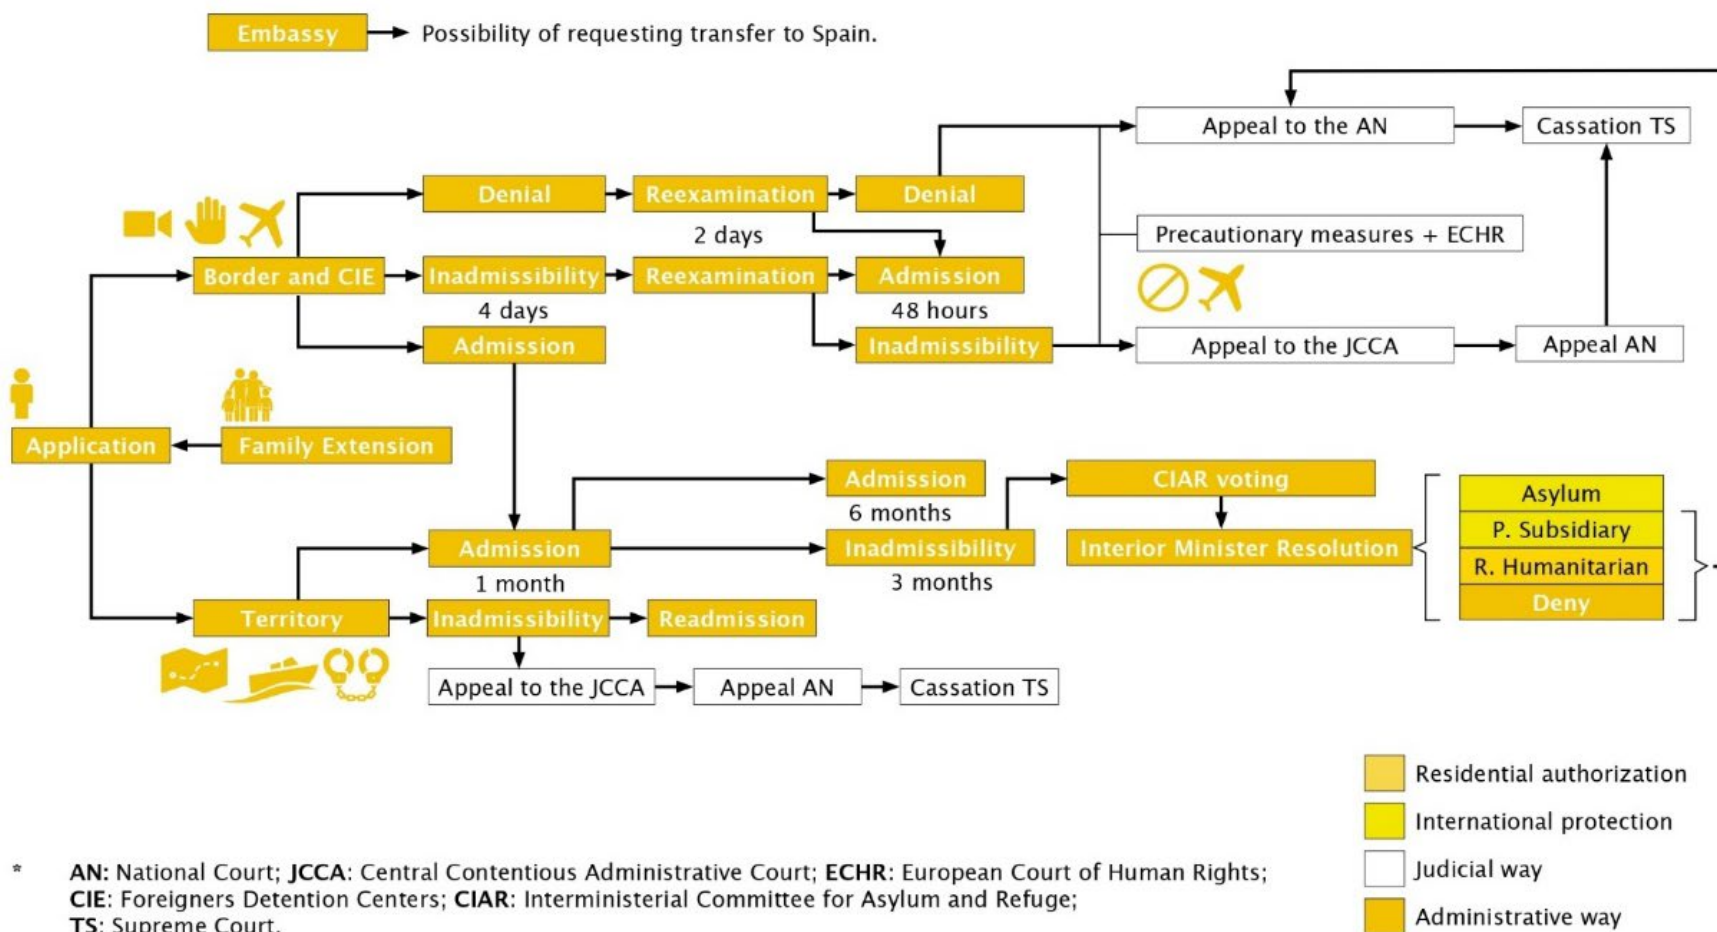 Embassy
Possibility of requesting transfer to Spain.
Appeal to the AN
Cassation TS
Denial
Reexamination
Denial
2 days
Precautionary measures + ECHR
Border and CIE
Inadmissibility
Reexamination
Admission
4 days
48 hours
Admission
Inadmissibility
Appeal to the JCCA
Appeal AN
Application
Family Extension
Admission
6 months
CIAR voting
Asylum
P. Subsidiary
R. Humanitarian
Deny
Admission
1 month
Inadmissibility
3 months
Interior Minister Resolution
Territory
Inadmissibility
Readmission
Appeal to the JCCA
Appeal AN
Cassation TS
Residential authorization
International protection
Judicial way
Administrative way
* AN: National Court; JCCA: Central Contentious Administrative Court; ECHR: European Court of Human Rights;
CIE: Foreigners Detention Centers; CIAR: Interministerial Committee for Asylum and Refuge;
TS: Supreme Court.